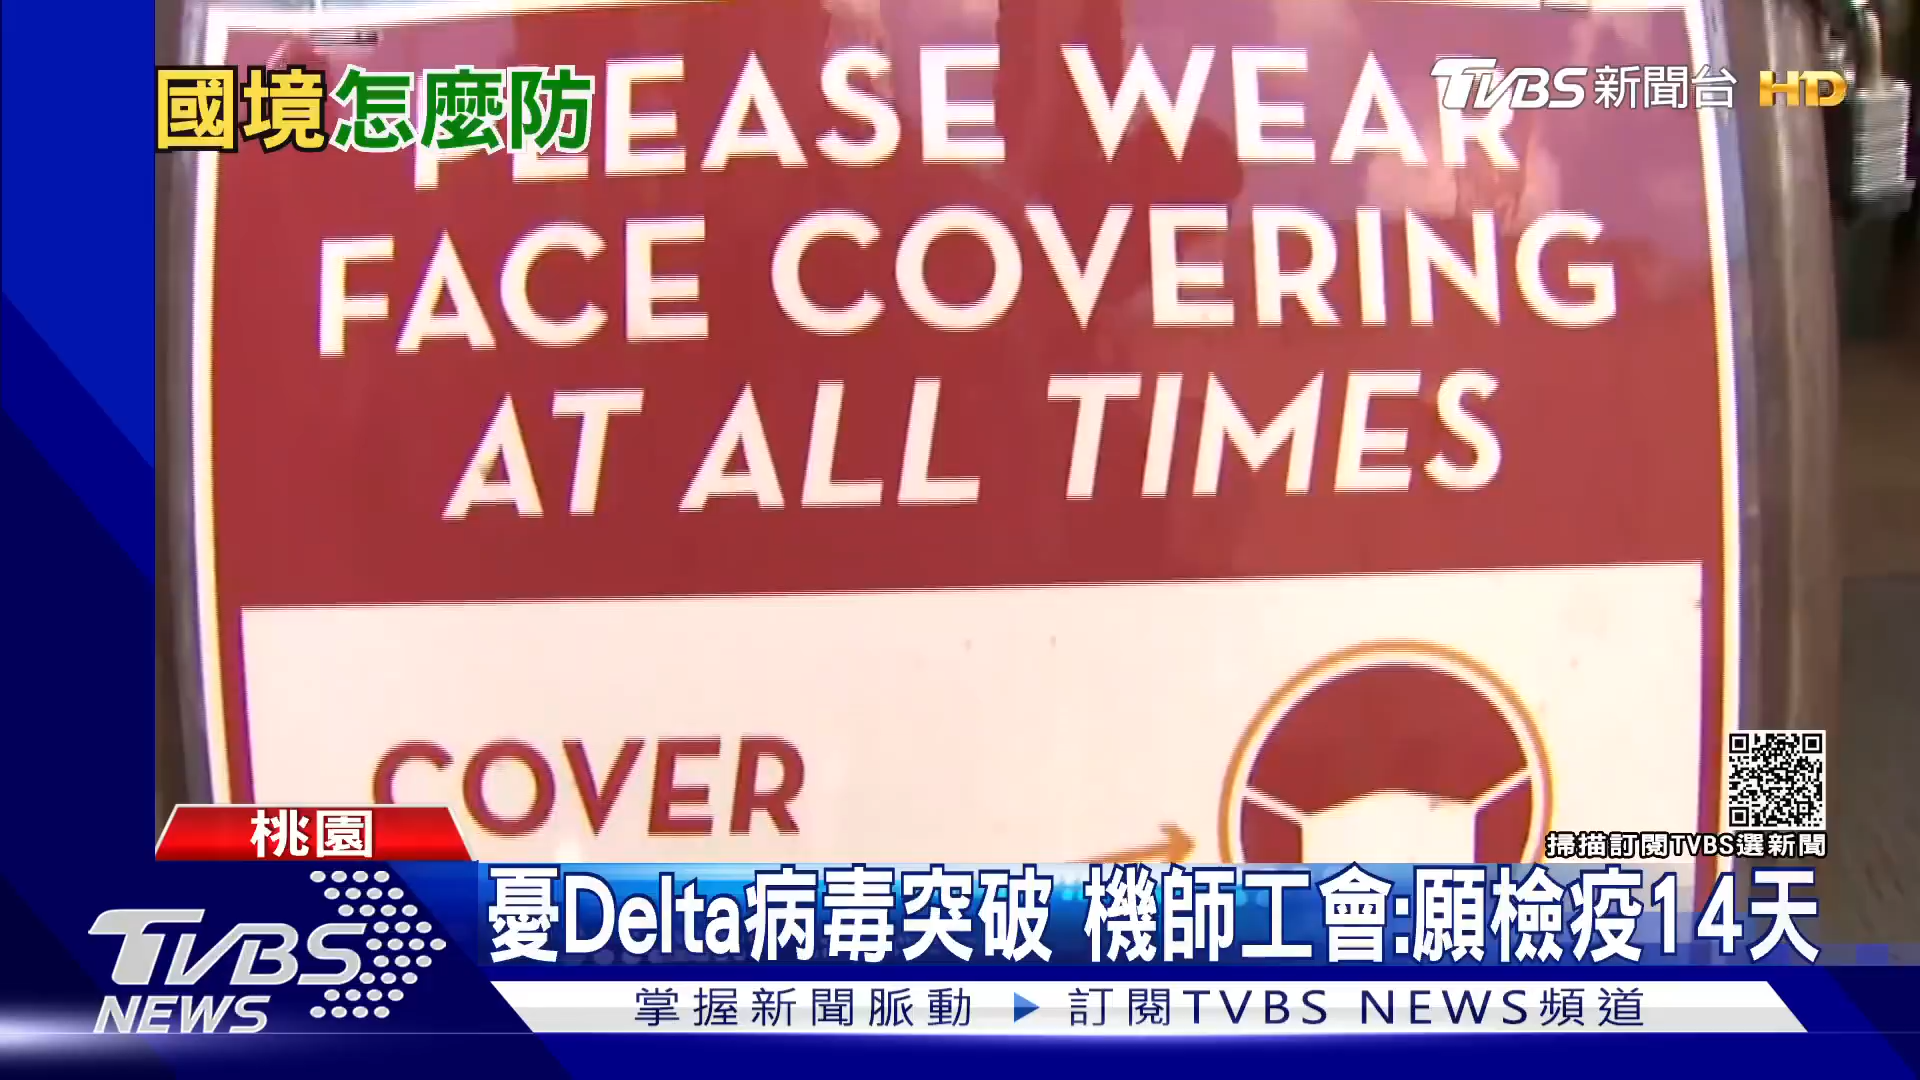 國境怎麼防
TVBS新聞台 HD
PLEASE WEAR
FACE COVERING
AT ALL TIMES
COVER
掃描訂閱TVBS選新聞
桃園
憂Delta病毒突破 機師工會:願檢疫14天
TVBS
NEWS
掌握新聞脈動 ▶ 訂閱TVBS NEWS頻道